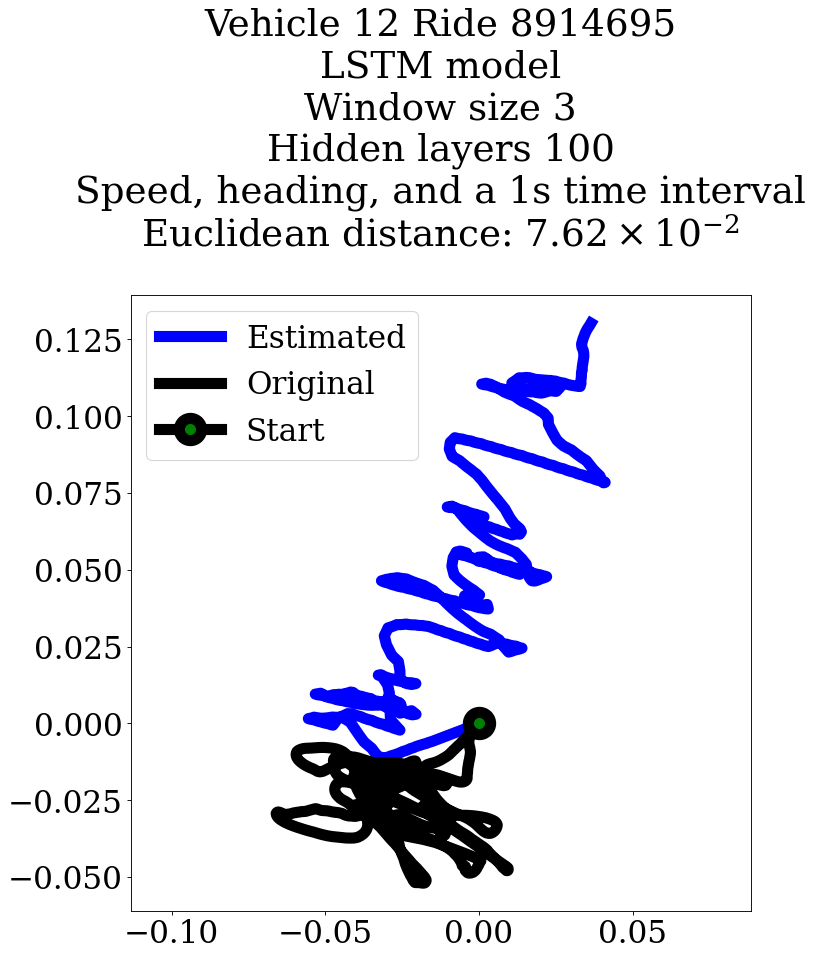 Vehicle 12 Ride 8914695
LSTM model
Window size 3
Hidden layers 100
Speed, heading, and a 1s time interval
Euclidean distance: 7.62 × 10⁻²
Estimated
Original
Start
0.125
0.100
0.075
0.050
0.025
0.000
−0.025
−0.050
−0.10 −0.05 0.00 0.05